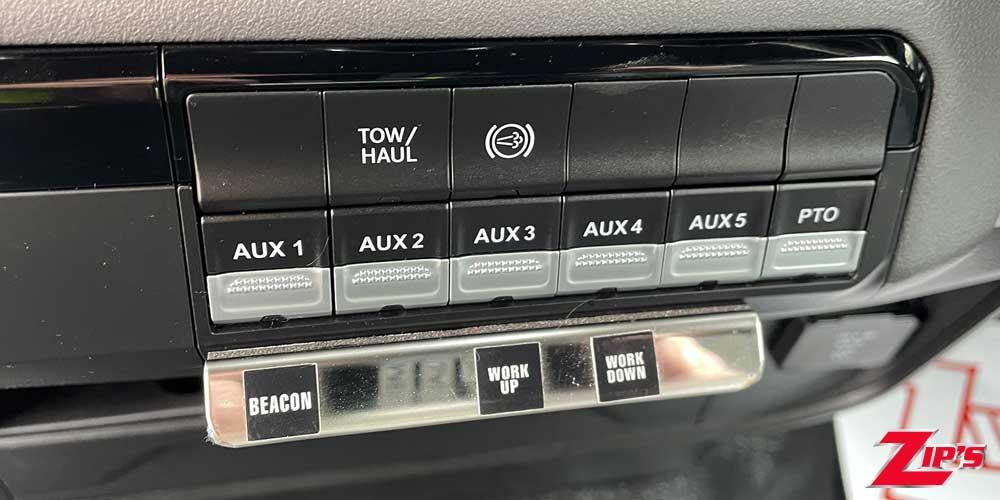 TOW/
HAUL
AUX 1 AUX 2 AUX 3 AUX 4 AUX 5 PTO
BEACON
WORK
UP
WORK
DOWN
ZIP'S